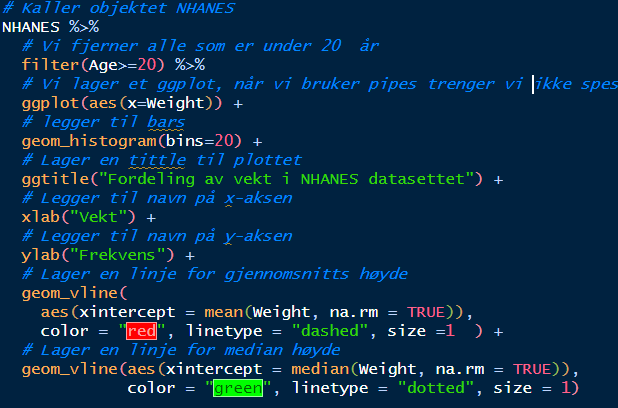 # Kaller objektet NHANES
NHANES %>%
# Vi fjerner alle som er under 20 år
filter(Age>=20) %>%
# Vi lager et ggplot, når vi bruker pipes trenger vi ikke spes
ggplot(aes(x=Weight)) +
# legger til bars
geom_histogram(bins=20) +
# Lager en tittle til plottet
ggtitle("Fordeling av vekt i NHANES datasettet") +
# Legger til navn på x-aksen
xlab("Vekt") +
# Legger til navn på y-aksen
ylab("Frekvens") +
# Lager en linje for gjennomsnitts høyde
geom_vline(
aes(xintercept = mean(Weight, na.rm = TRUE)),
color = "red", linetype = "dashed", size =1 ) +
# Lager en linje for median høyde
geom_vline(aes(xintercept = median(Weight, na.rm = TRUE)),
color = "green", linetype = "dotted", size = 1)